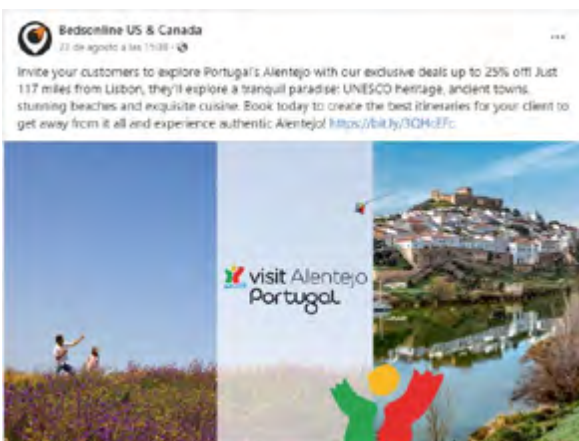 Bedsonline US & Canada
23 de agosto a las 15:00 ·
Invite your customers to explore Portugal's Alentejo with our exclusive deals up to 25% off! Just
117 miles from Lisbon, they'll explore a tranquil paradise: UNESCO heritage, ancient towns,
stunning beaches and exquisite cuisine. Book today to create the best itineraries for your client to
get away from it all and experience authentic Alentejo!
visit Alentejo
Portugal